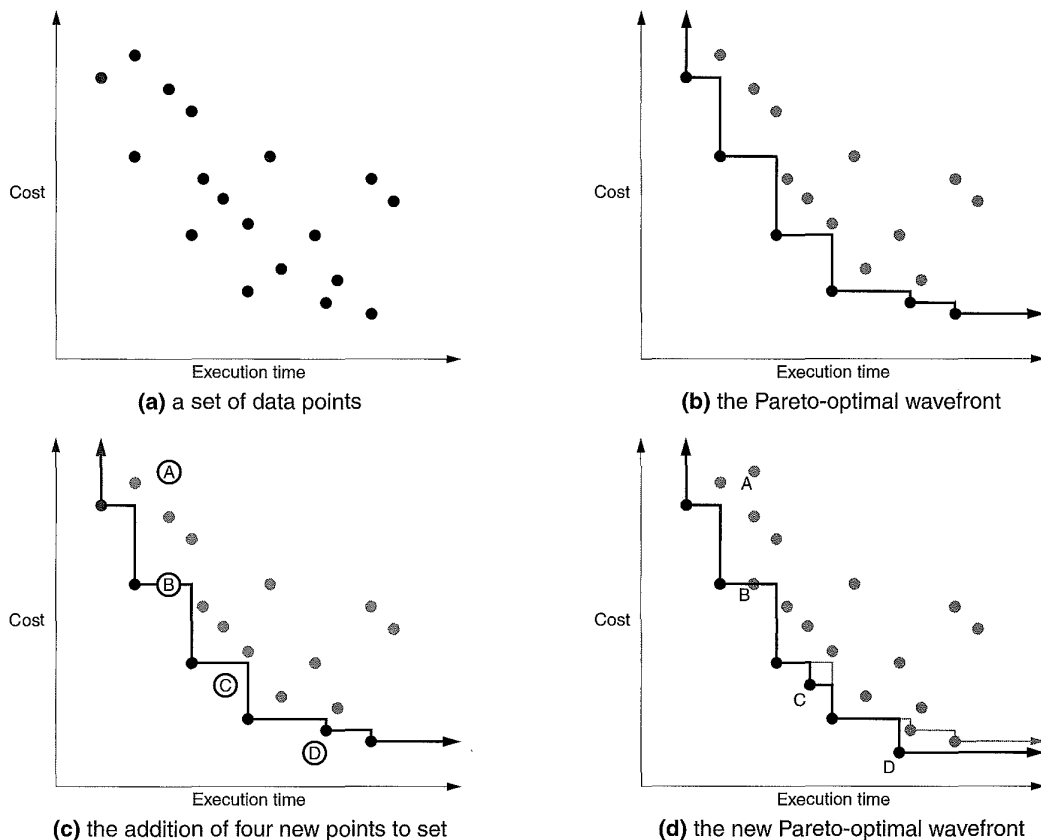 Cost
Execution time
(a) a set of data points
Cost
Execution time
(b) the Pareto-optimal wavefront
A
B
C
D
Cost
Execution time
(c) the addition of four new points to set
A
B
C
D
Cost
Execution time
(d) the new Pareto-optimal wavefront